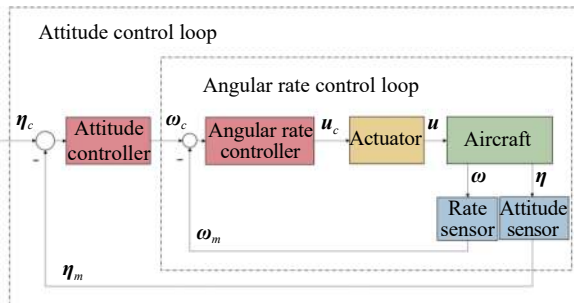 Attitude control loop
Angular rate control loop
η_c
Attitude
controller
ω_c
Angular rate
controller
u_c
Actuator
u
Aircraft
-
-
ω
η
Rate
sensor
Attitude
sensor
ω_m
η_m